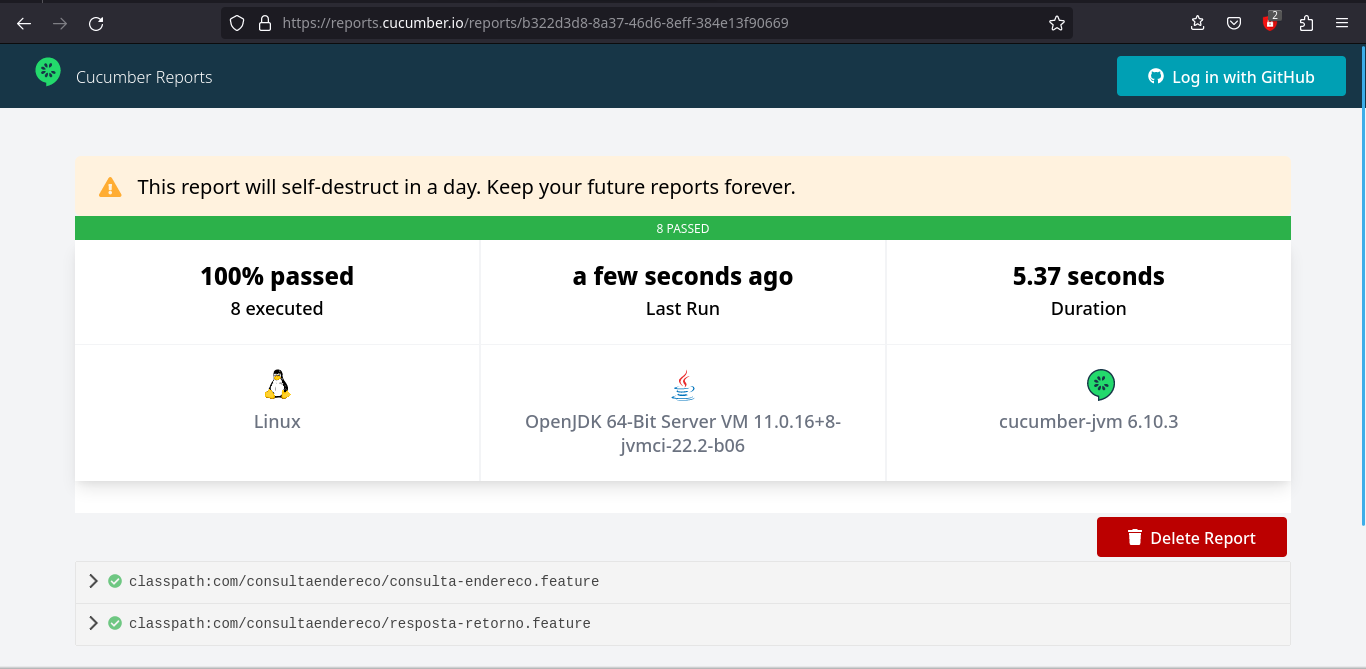 https://reports.cucumber.io/reports/b322d3d8-8a37-46d6-8eff-384e13f90669
2
Cucumber Reports
Log in with GitHub
This report will self-destruct in a day. Keep your future reports forever.
8 PASSED
100% passed
8 executed
a few seconds ago
Last Run
5.37 seconds
Duration
Linux
OpenJDK 64-Bit Server VM 11.0.16+8-
jvmci-22.2-b06
cucumber-jvm 6.10.3
Delete Report
classpath:com/consultaendereco/consulta-endereco.feature
classpath:com/consultaendereco/resposta-retorno.feature